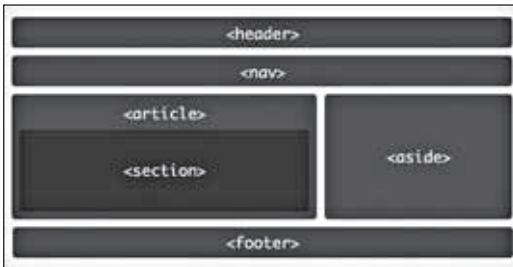 <header>
<nav>
<article>
<section>
<aside>
<footer>